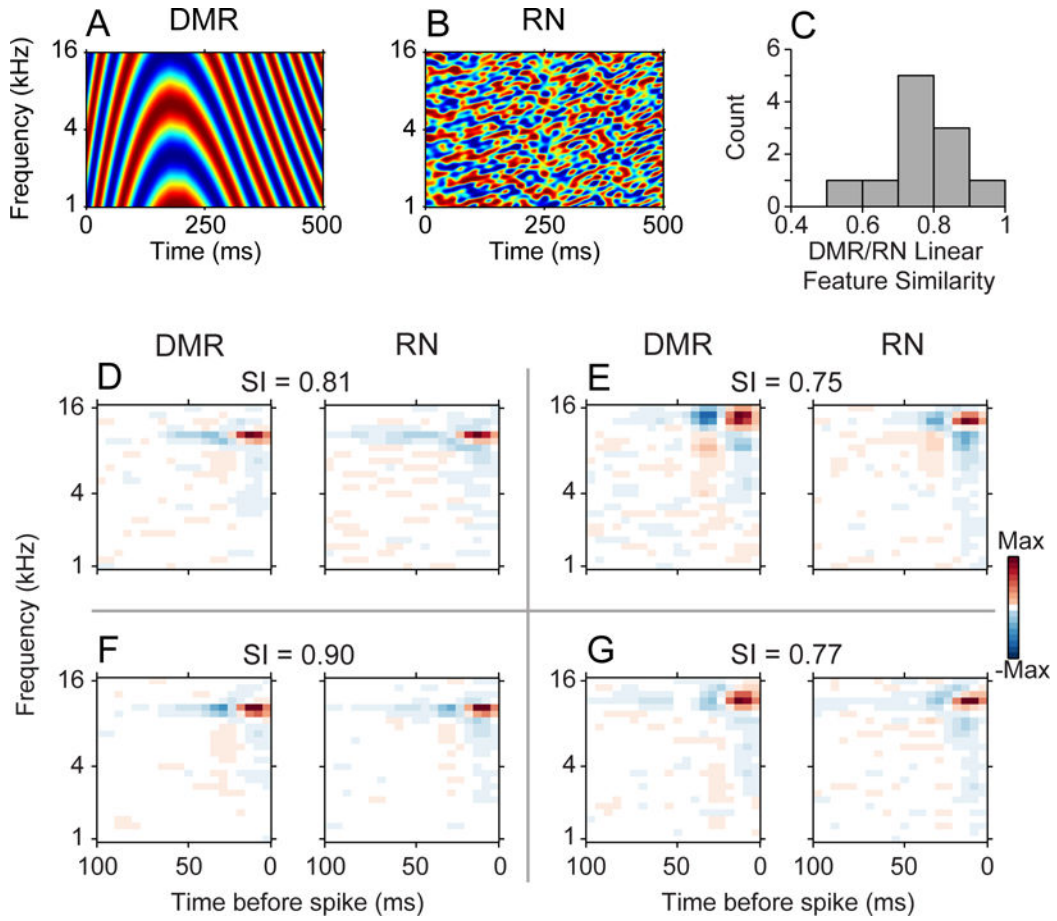 A
DMR
B
RN
C
Frequency (kHz)
16
4
1
0
250
500
Time (ms)
0
250
500
Time (ms)
Count
6
4
2
0
0.4
0.6
0.8
1
DMR/RN Linear
Feature Similarity
DMR
RN
DMR
RN
D
SI = 0.81
E
SI = 0.75
16
4
1
16
4
1
Max
-Max
Frequency (kHz)
F
SI = 0.90
G
SI = 0.77
16
4
1
16
4
1
100
50
0
100
50
0
100
50
0
100
50
0
Time before spike (ms)
Time before spike (ms)